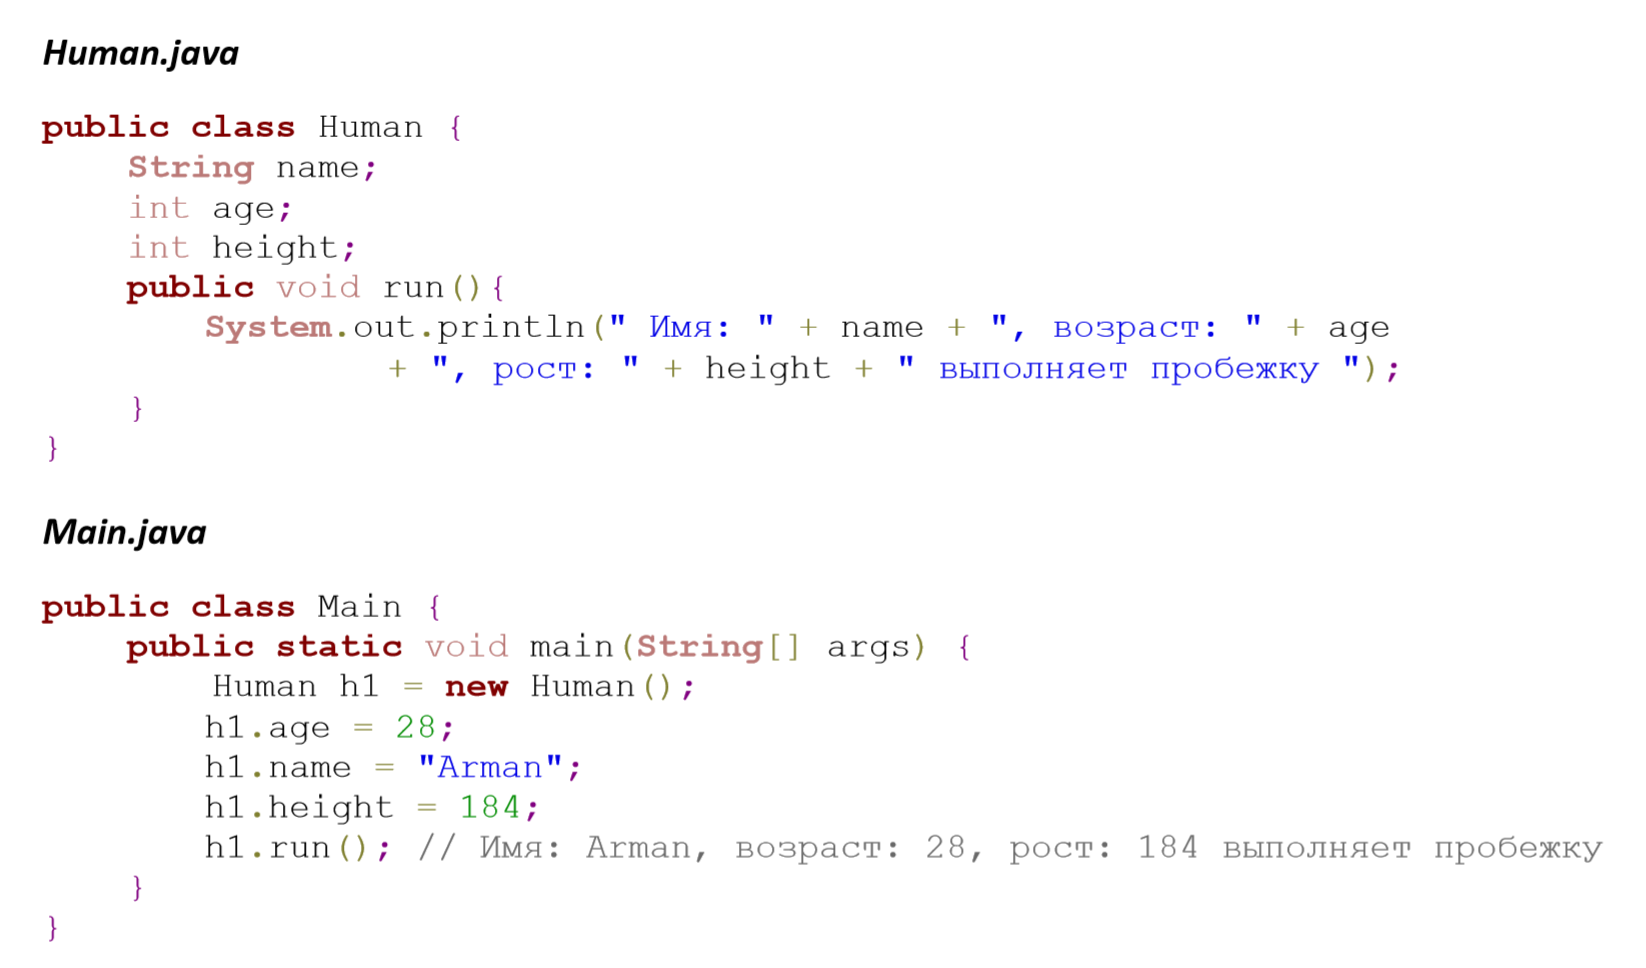 Human.java
public class Human {
String name;
int age;
int height;
public void run(){
System.out.println(" Имя: " + name + ", возраст: " + age
+ ", рост: " + height + " выполняет пробежку ");
}
}
Main.java
public class Main {
public static void main(String[] args) {
Human h1 = new Human();
h1.age = 28;
h1.name = "Arman";
h1.height = 184;
h1.run(); // Имя: Arman, возраст: 28, рост: 184 выполняет пробежку
}
}